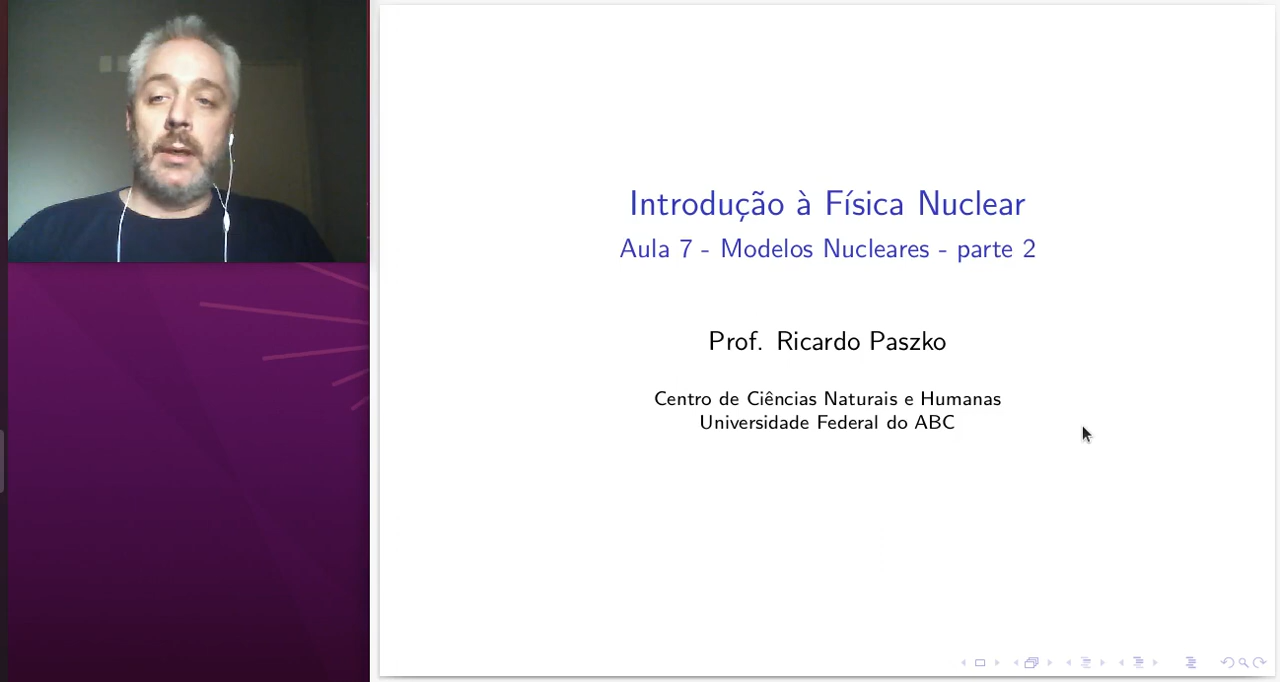 Introdução à Física Nuclear
Aula 7 - Modelos Nucleares - parte 2
Prof. Ricardo Paszko
Centro de Ciências Naturais e Humanas
Universidade Federal do ABC